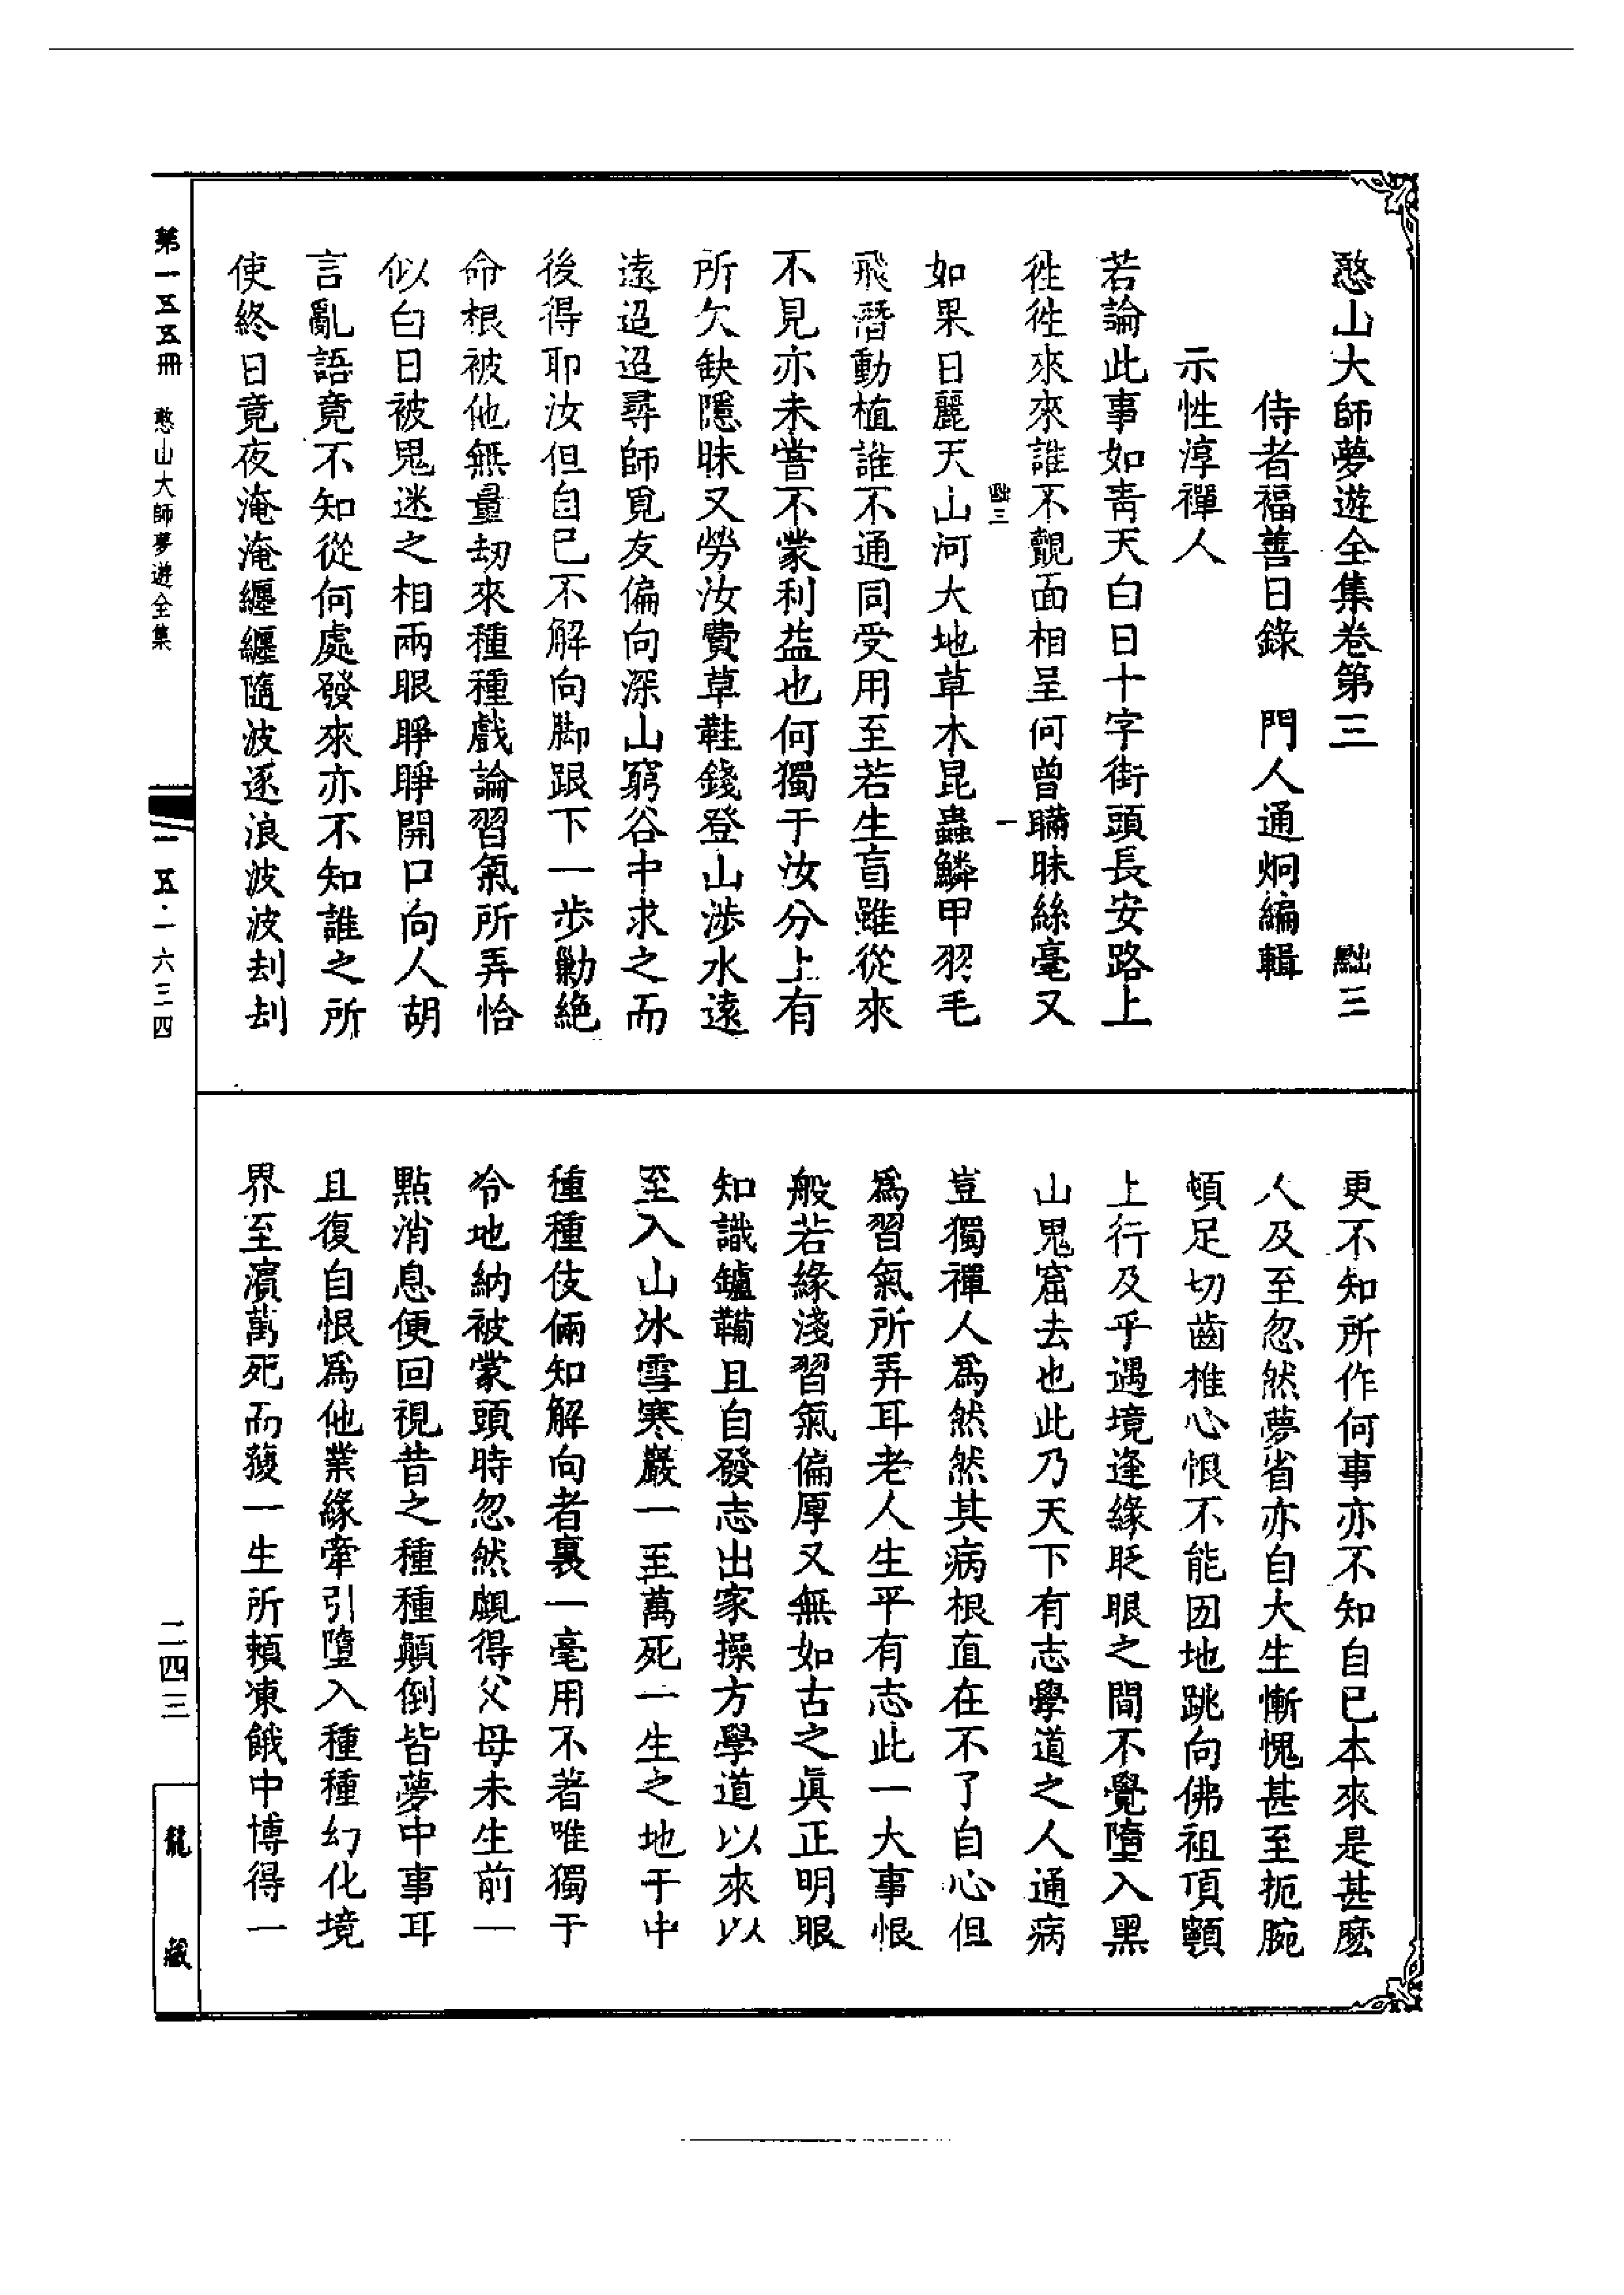 憨山大師夢遊全集卷第三　黜三
侍者福善日錄　門人通炯編輯
示性淳禪人
若論此事如靑天白日十字街頭長安路上
徃徃來來誰不覿面相呈何曾瞞昧絲毫又
黜三　一
如果日麗天山河大地草木昆蟲鱗甲羽毛
飛潛動植誰不通同受用至若生盲雖從來
不見亦未嘗不蒙利益也何獨于汝分上有
所欠缺隱昧又勞汝費草鞋錢登山涉水遠
遠迢迢尋師覓友偏向深山窮谷中求之而
後得耶汝但自已不解向脚跟下一步勦絕
命根被他無量劫來種種戲論習氣所弄恰
似白日被鬼迷之相兩眼睜睜開口向人胡
言亂語竟不知從何處發來亦不知誰之所
使終日竟夜淹淹纏纏隨波逐浪波波刦刦
更不知所作何事亦不知自已本來是甚麽
人及至忽然夢省亦自大生慚愧甚至扼腕
頓足切齒椎心恨不能囡地跳向佛祖頂𩕳
上行及乎遇境逢緣眨眼之間不覺墮入黑
山鬼窟去也此乃天下有志學道之人通病
豈獨禪人爲然然其病根直在不了自心但
爲習氣所弄耳老人生平有志此一大事恨
般若緣淺習氣偏厚又無如古之眞正明眼
知識鑪鞴且自發志出家操方學道以來以
至入山氷雪寒巖一至萬死一生之地于中
種種伎倆知解向者裏一毫用不著唯獨于
冷地納被蒙頭時忽然覷得父母未生前一
點消息便回視昔之種種顚倒皆夢中事耳
且復自恨爲他業緣牽引墮入種種幻化境
界至濵萬死而獲一生所賴凍餓中博得一
第一五五冊　憨山大師夢遊全集
一五五·一六三四
二四三
龍藏